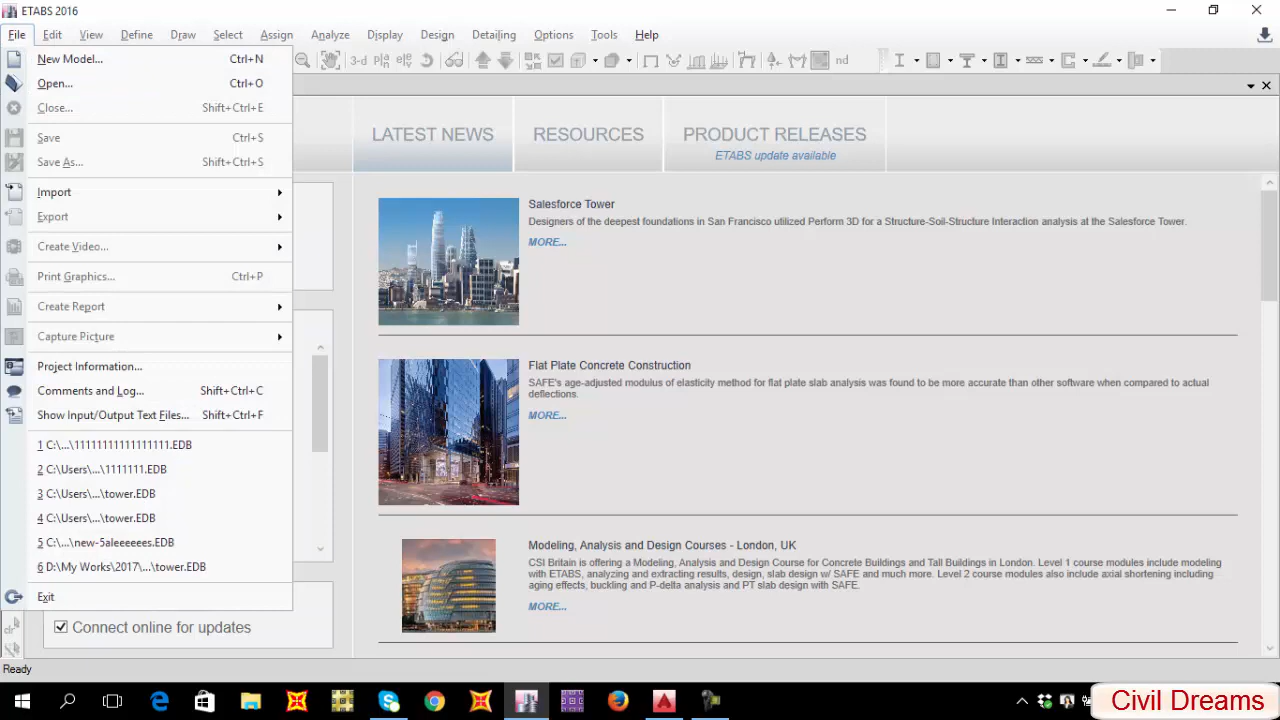 ETABS 2016
File Edit View Define Draw Select Assign Analyze Display Design Detailing Options Tools Help
New Model... Ctrl+N
Open... Ctrl+O
Close... Shift+Ctrl+E
Save Ctrl+S
Save As... Shift+Ctrl+S
Import
Export
Create Video...
Print Graphics... Ctrl+P
Create Report
Capture Picture
Project Information...
Comments and Log... Shift+Ctrl+C
Show Input/Output Text Files... Shift+Ctrl+F
1 C:\...\11111111111111111.EDB
2 C:\Users\...\1111111.EDB
3 C:\Users\...\tower.EDB
4 C:\Users\...\tower.EDB
5 C:\...\new-5aleeeeees.EDB
6 D:\My Works\2017\...\tower.EDB
Exit
Connect online for updates
Ready
3-d
nd
LATEST NEWS
RESOURCES
PRODUCT RELEASES
ETABS update available
Salesforce Tower
Designers of the deepest foundations in San Francisco utilized Perform 3D for a Structure-Soil-Structure Interaction analysis at the Salesforce Tower.
MORE...
Flat Plate Concrete Construction
SAFE's age-adjusted modulus of elasticity method for flat plate slab analysis was found to be more accurate than other software when compared to actual
deflections.
MORE...
Modeling, Analysis and Design Courses - London, UK
CSI Britain is offering a Modeling, Analysis and Design Course for Concrete Buildings and Tall Buildings in London. Level 1 course modules include modeling
with ETABS, analyzing and extracting results, design, slab design w/ SAFE and much more. Level 2 course modules also include axial shortening including
aging effects, buckling and P-delta analysis and PT slab design with SAFE.
MORE...
Civil Dreams